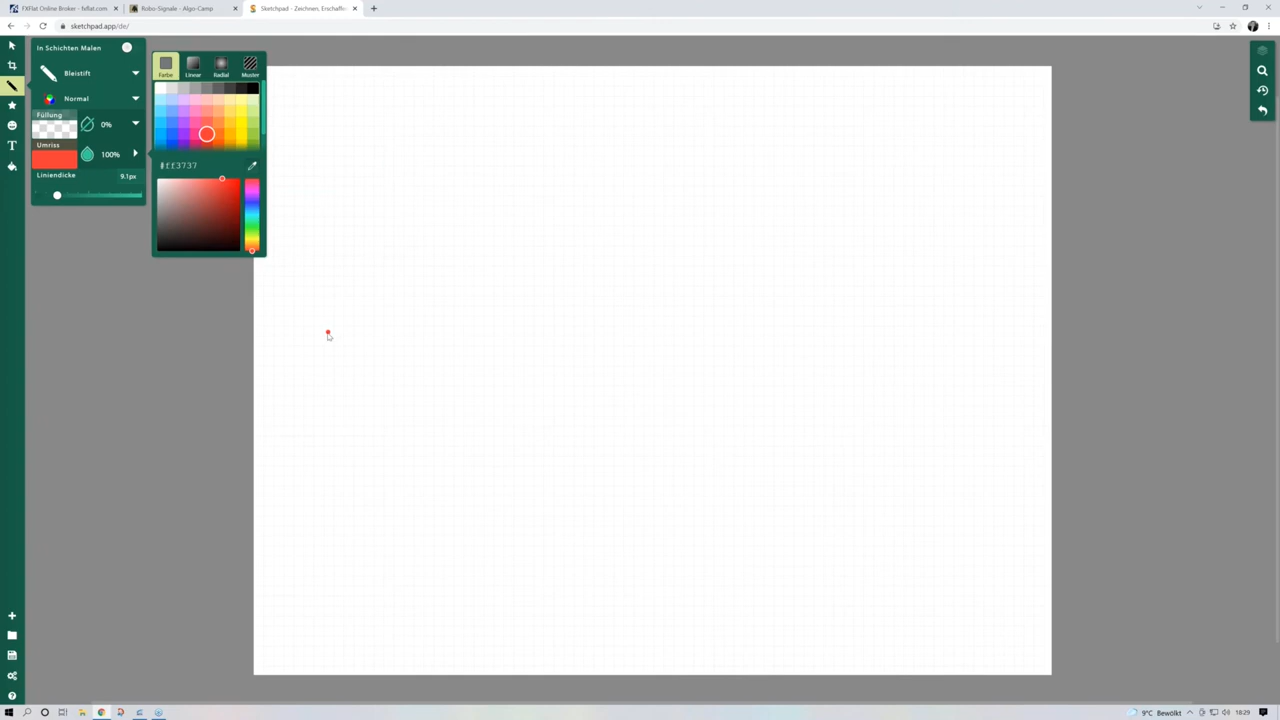 FXFlat Online Broker - fxflat.com
Robo-Signale - Algo-Camp
Sketchpad - Zeichnen, Erschaffe
sketchpad.app/de/
In Schichten Malen
Bleistift
Normal
Füllung
0%
Umriss
100%
Liniendicke
9.1px
Farbe
Linear
Radial
Muster
#ff3737
9°C Bewölkt
18:29